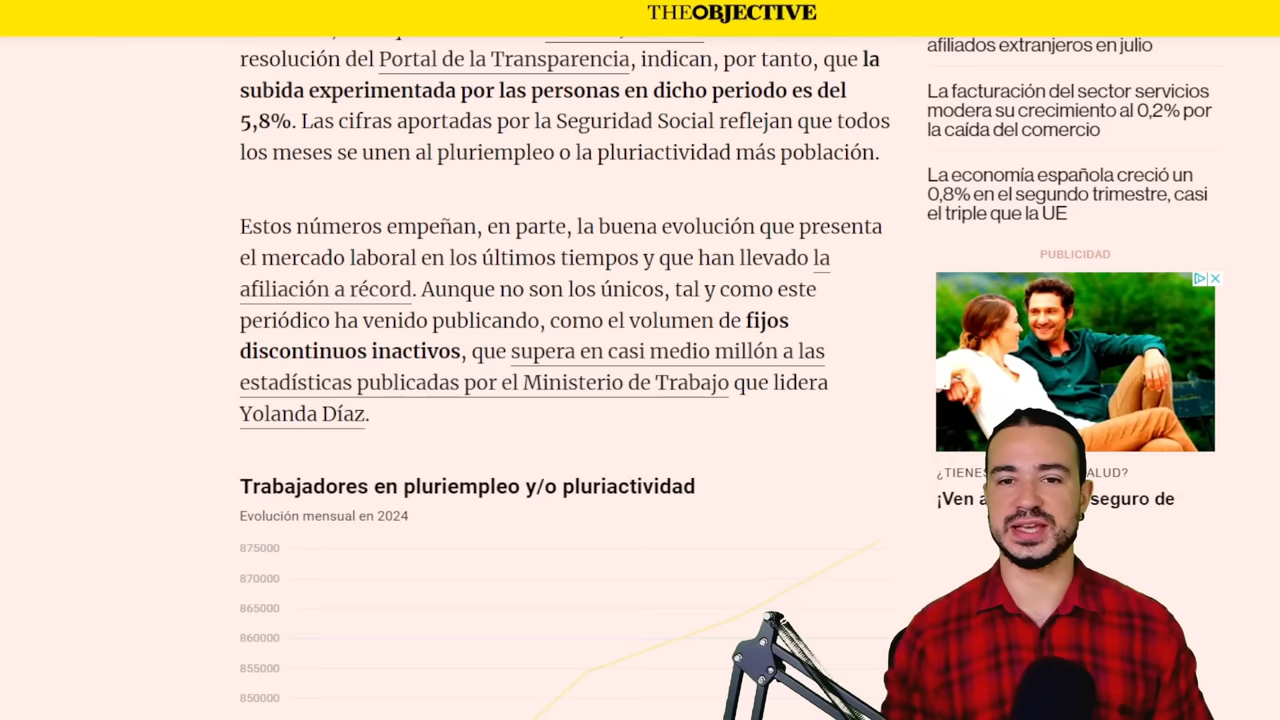 THEOBJECTIVE
resolución del Portal de la Transparencia, indican, por tanto, que la
subida experimentada por las personas en dicho periodo es del
5,8%. Las cifras aportadas por la Seguridad Social reflejan que todos
los meses se unen al pluriempleo o la pluriactividad más población.
Estos números empeñan, en parte, la buena evolución que presenta
el mercado laboral en los últimos tiempos y que han llevado la
afiliación a récord. Aunque no son los únicos, tal y como este
periódico ha venido publicando, como el volumen de fijos
discontinuos inactivos, que supera en casi medio millón a las
estadísticas publicadas por el Ministerio de Trabajo que lidera
Yolanda Díaz.
Trabajadores en pluriempleo y/o pluriactividad
Evolución mensual en 2024
875000
870000
865000
860000
855000
850000
afiliados extranjeros en julio
La facturación del sector servicios
modera su crecimiento al 0,2% por
la caída del comercio
La economía española creció un
0,8% en el segundo trimestre, casi
el triple que la UE
PUBLICIDAD
¿TIENES ALUD?
¡Ven a seguro de